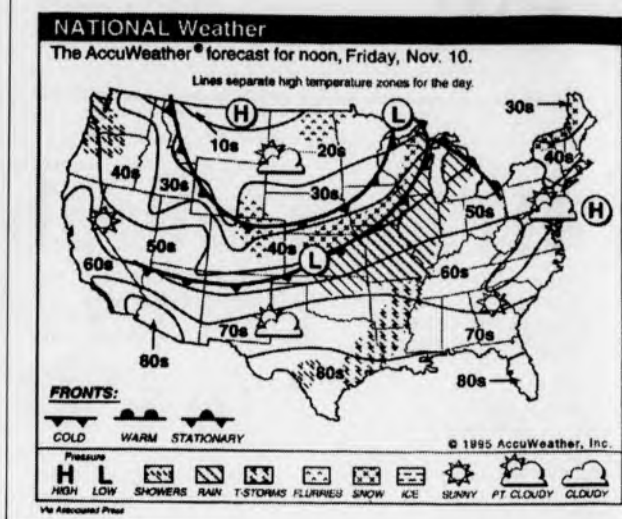 NATIONAL Weather
The AccuWeather® forecast for noon, Friday, Nov. 10.
Lines separate high temperature zones for the day.
H
L
30s
10s
20s
40s
40s
30s
30s
50s
H
50s
40s
L
60s
60s
70s
70s
80s
80s
80s
FRONTS:
COLD WARM STATIONARY
© 1995 AccuWeather, Inc.
Pressure
H L
HIGH LOW SHOWERS RAIN T-STORMS FLURRIES SNOW ICE SUNNY PT. CLOUDY CLOUDY
Via Associated Press